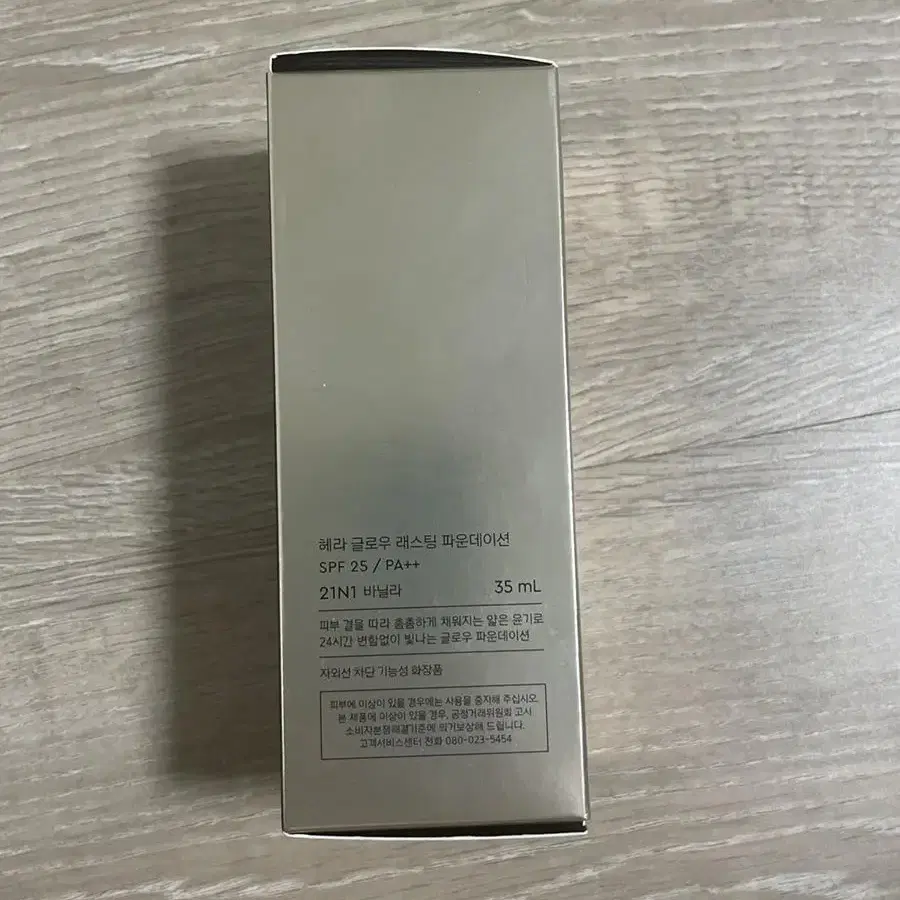 헤라 글로우 래스팅 파운데이션
SPF 25 / PA++
21N1 바닐라 35 mL
피부 결을 따라 촘촘하게 채워지는 얇은 윤기로
24시간 변함없이 빛나는 글로우 파운데이션
자외선 차단 기능성 화장품
피부에 이상이 있을 경우에는 사용을 중지해 주십시오.
본 제품에 이상이 있을 경우, 공정거래위원회 고시
소비자분쟁해결기준에 의거보상해 드립니다.
고객서비스센터 전화 080-023-5454